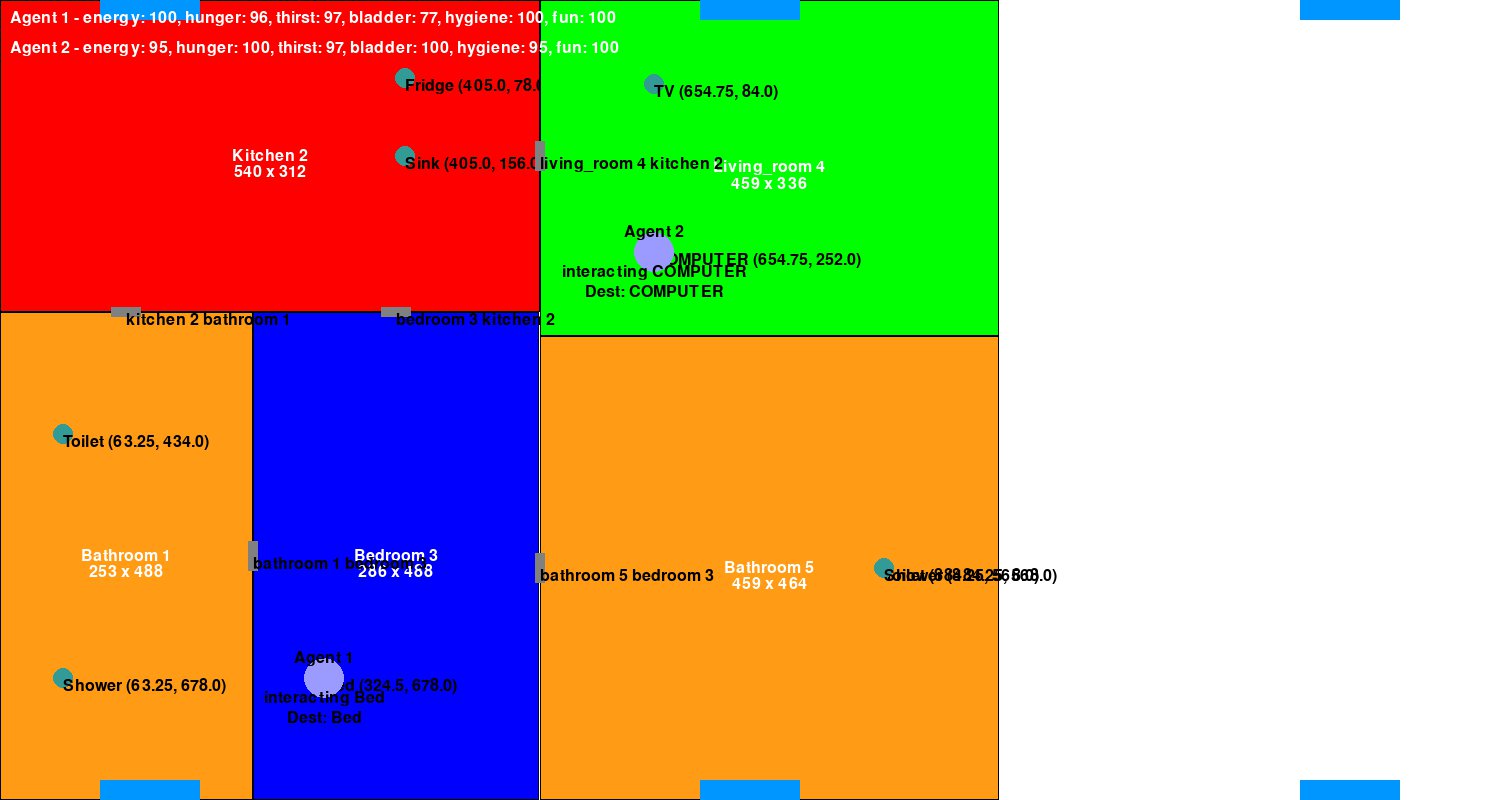 Agent 1 - energy: 100, hunger: 96, thirst: 97, bladder: 77, hygiene: 100, fun: 100
Agent 2 - energy: 95, hunger: 100, thirst: 97, bladder: 100, hygiene: 95, fun: 100
Fridge (405.0, 78.0
TV (654.75, 84.0)
Kitchen 2
540 x 312
Sink (405.0, 156.0
living_room 4 kitchen 2
living_room 4
459 x 336
Agent 2
COMPUTER (654.75, 252.0)
interacting COMPUTER
Dest: COMPUTER
kitchen 2 bathroom 1
bedroom 3 kitchen 2
Toilet (63.25, 434.0)
Bathroom 1
253 x 488
bathroom 1 bedroom 3
Bedroom 3
286 x 488
bathroom 5 bedroom 3
Bathroom 5
459 x 464
Agent 1
Shower (63.25, 678.0)
(324.5, 678.0)
interacting Bed
Dest: Bed